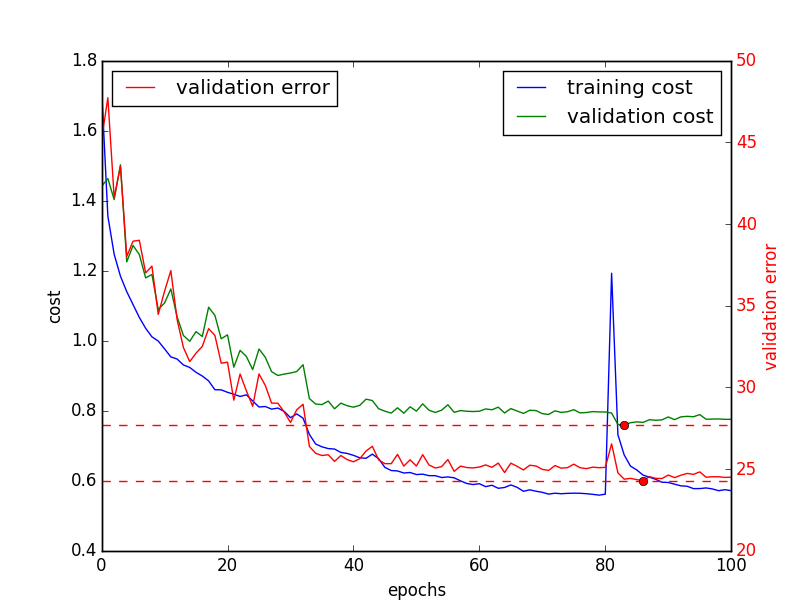 validation error
training cost
validation cost
1.8
1.6
1.4
1.2
1.0
0.8
0.6
0.4
cost
50
45
40
35
30
25
20
validation error
0 20 40 60 80 100
epochs